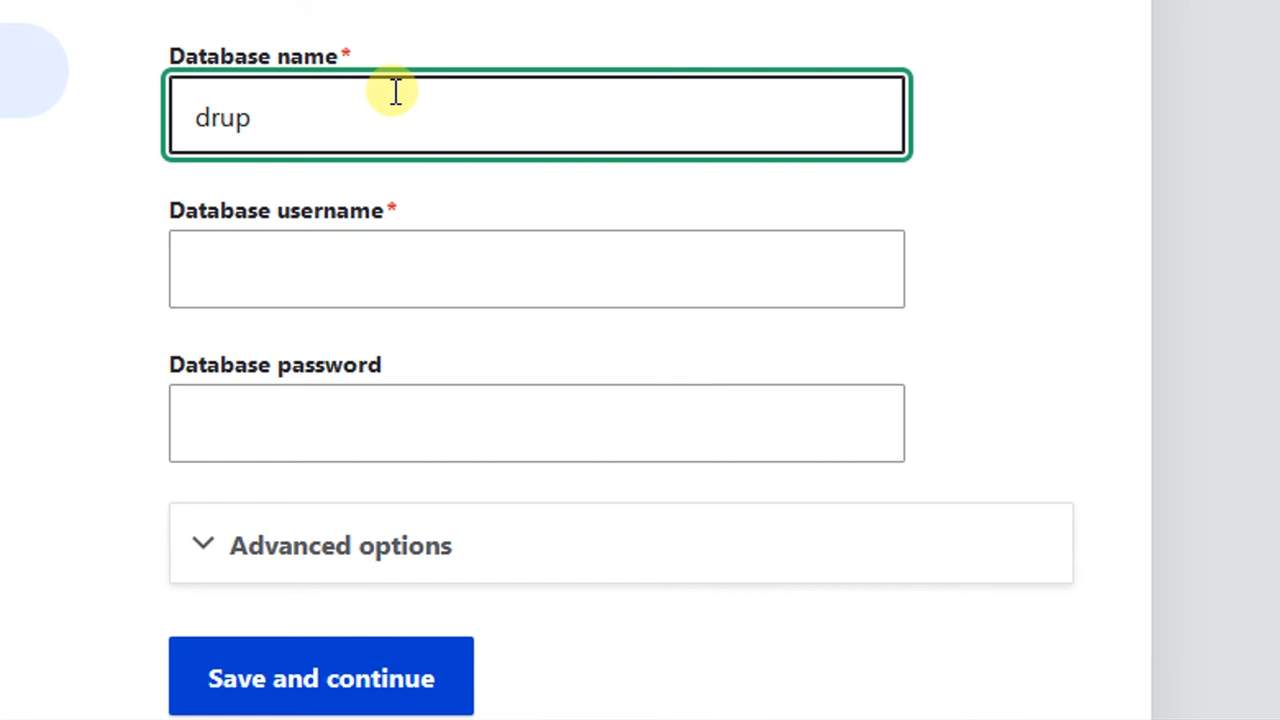 Database name*
drup
Database username*
Database password
Advanced options
Save and continue